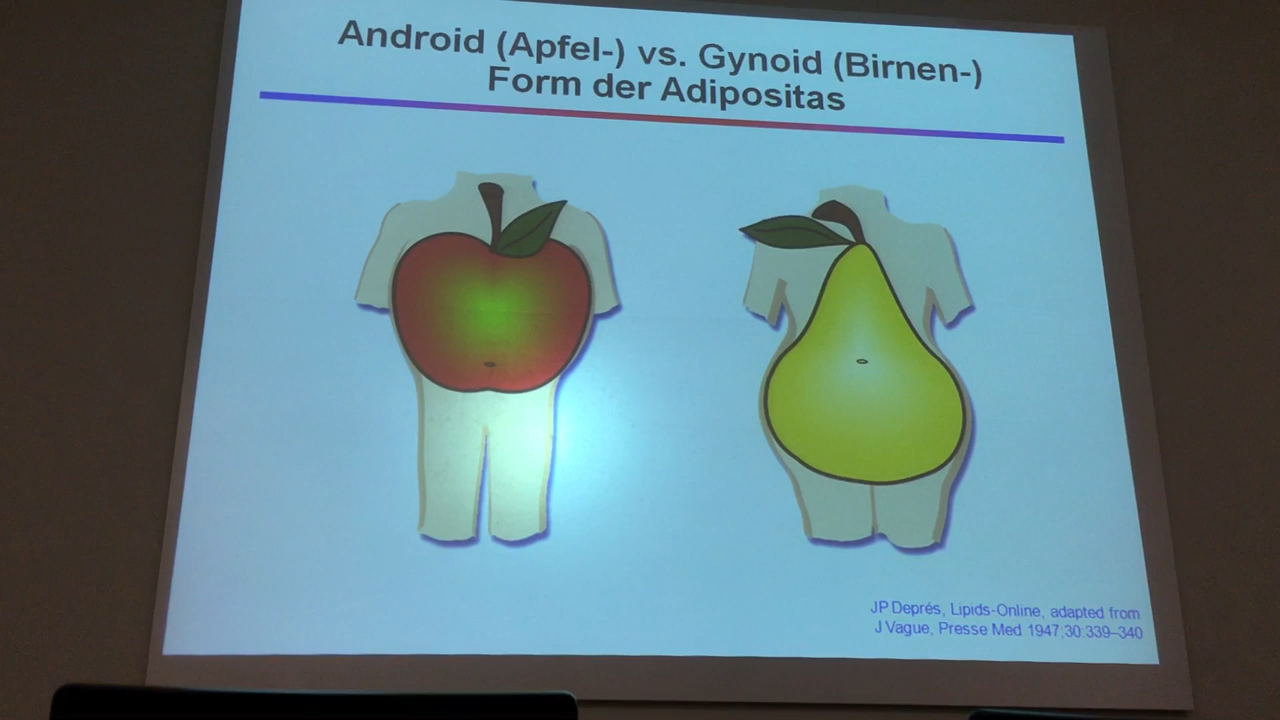 Android (Apfel-) vs. Gynoid (Birnen-)
Form der Adipositas
JP Deprés, Lipids-Online, adapted from
J Vague, Presse Med 1947;30:339–340